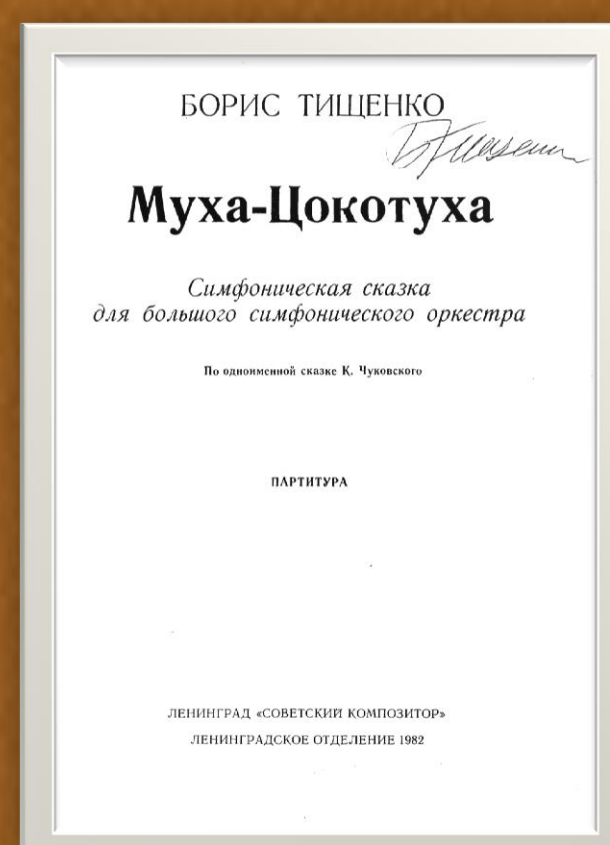 БОРИС ТИЩЕНКО
Муха-Цокотуха
Симфоническая сказка
для большого симфонического оркестра
По одноименной сказке К. Чуковского
ПАРТИТУРА
ЛЕНИНГРАД «СОВЕТСКИЙ КОМПОЗИТОР»
ЛЕНИНГРАДСКОЕ ОТДЕЛЕНИЕ 1982